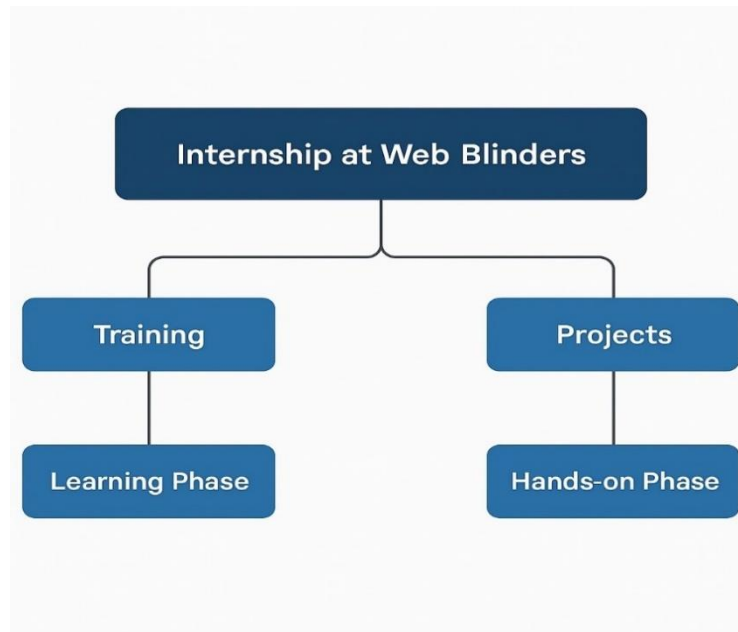 Internship at Web Blinders
Training
Projects
Learning Phase
Hands-on Phase